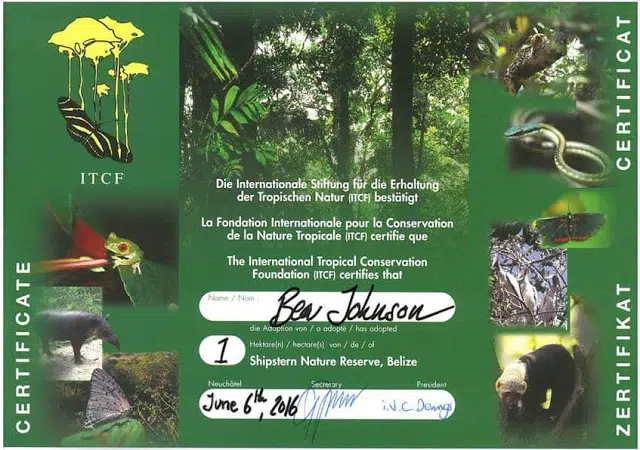 ITCF
CERTIFICATE
CERTIFICAT
ZERTIFIKAT
Die Internationale Stiftung für die Erhaltung
der Tropischen Natur (ITCF) bestätigt
La Fondation Internationale pour la Conservation
de la Nature Tropicale (ITCF) certifie que
The International Tropical Conservation
Foundation (ITCF) certifies that
Name / Nom: Bea Johnson
die Adoption von / a adopté / has adopted
1 Hektare(n) / hectare(s) von / de / of
Shipstern Nature Reserve, Belize
Neuchâtel Secretary President
June 6th, 2016 i.V. C.